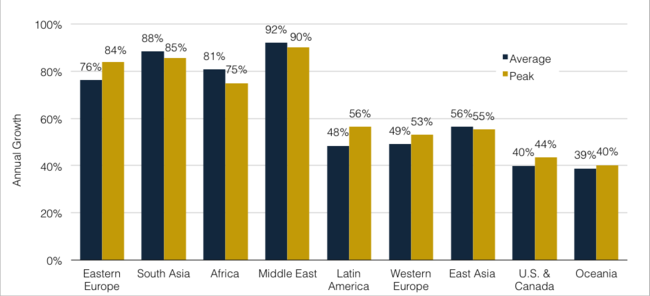 100%
80%
60%
40%
20%
0%
Annual Growth
76%
84%
88%
85%
81%
75%
92%
90%
48%
56%
49%
53%
56%
55%
40%
44%
39%
40%
Average
Peak
Eastern
Europe
South Asia
Africa
Middle East
Latin
America
Western
Europe
East Asia
U.S. &
Canada
Oceania